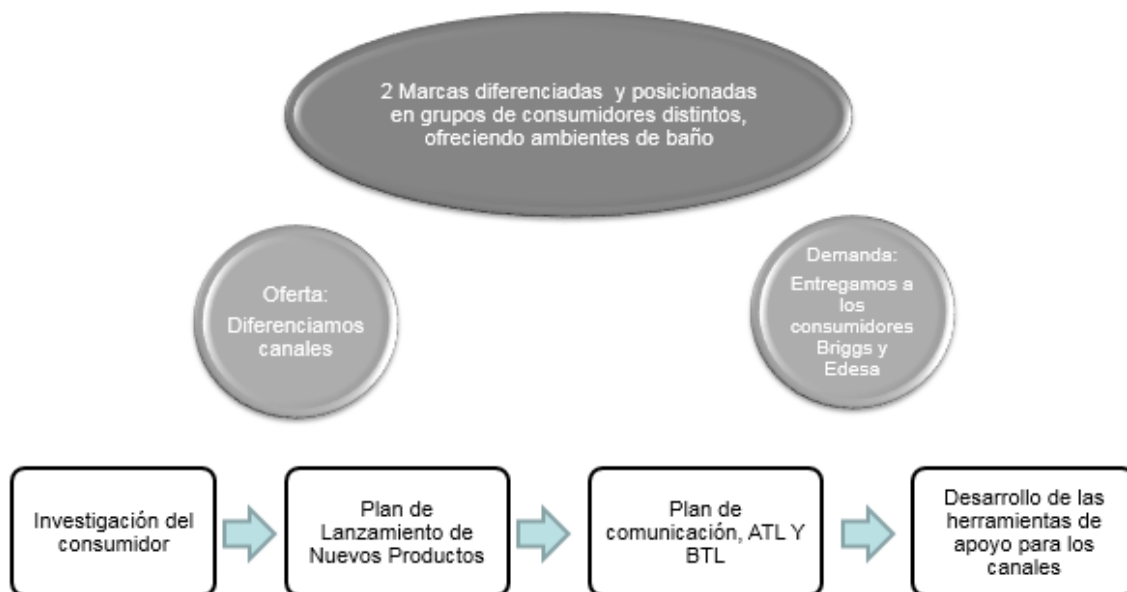 2 Marcas diferenciadas y posicionadas
en grupos de consumidores distintos,
ofreciendo ambientes de baño
Oferta:
Diferenciamos
canales
Demanda:
Entregamos a
los
consumidores
Briggs y
Edesa
Investigación del
consumidor
Plan de
Lanzamiento de
Nuevos Productos
Plan de
comunicación, ATL Y
BTL
Desarrollo de las
herramientas de
apoyo para los
canales